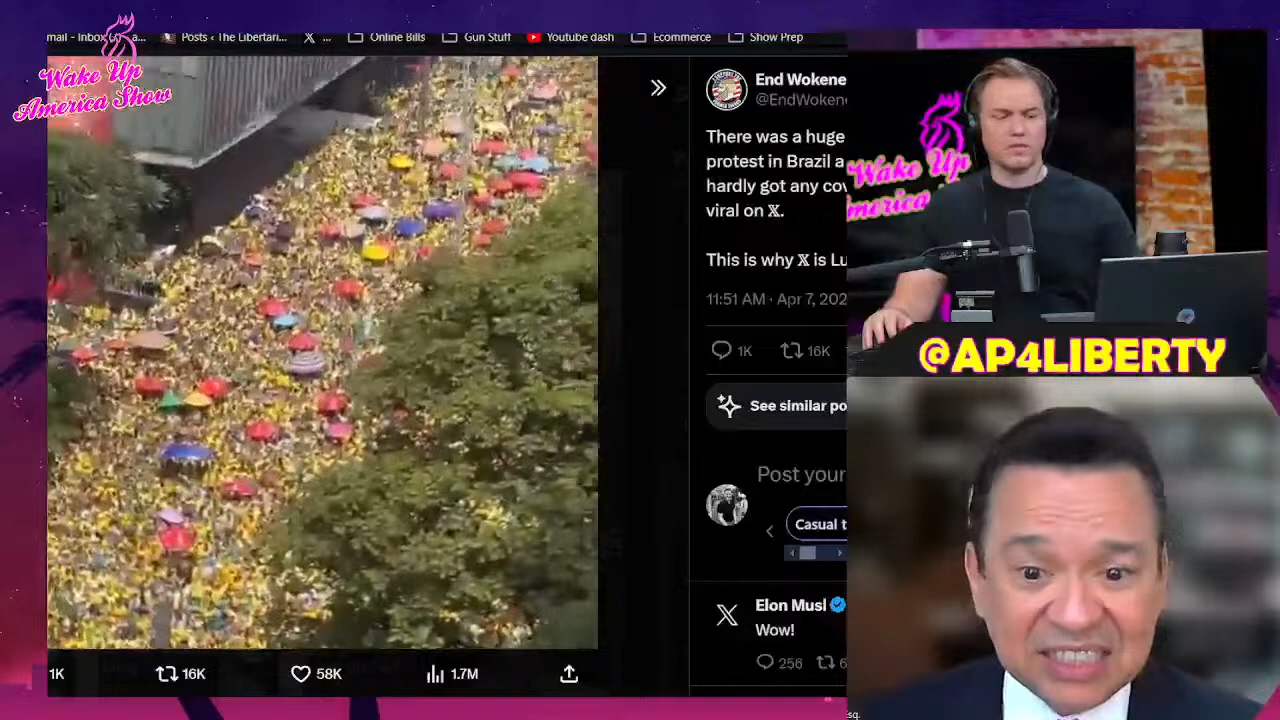 mail - Inbox
a...
Posts ‹ The Libertari...
X
...
Online Bills
Gun Stuff
Youtube dash
Ecommerce
Show Prep
Wake Up
America Show
End Wokene
@EndWokene
There was a huge
protest in Brazil a
hardly got any cov
viral on 𝕏.
This is why 𝕏 is Lu
11:51 AM · Apr 7, 202
1K
16K
See similar po
Post your
Casual t
Elon Musl
Wow!
256
6
1K
16K
58K
1.7M
Wake Up
America
@AP4LIBERTY
Esq.